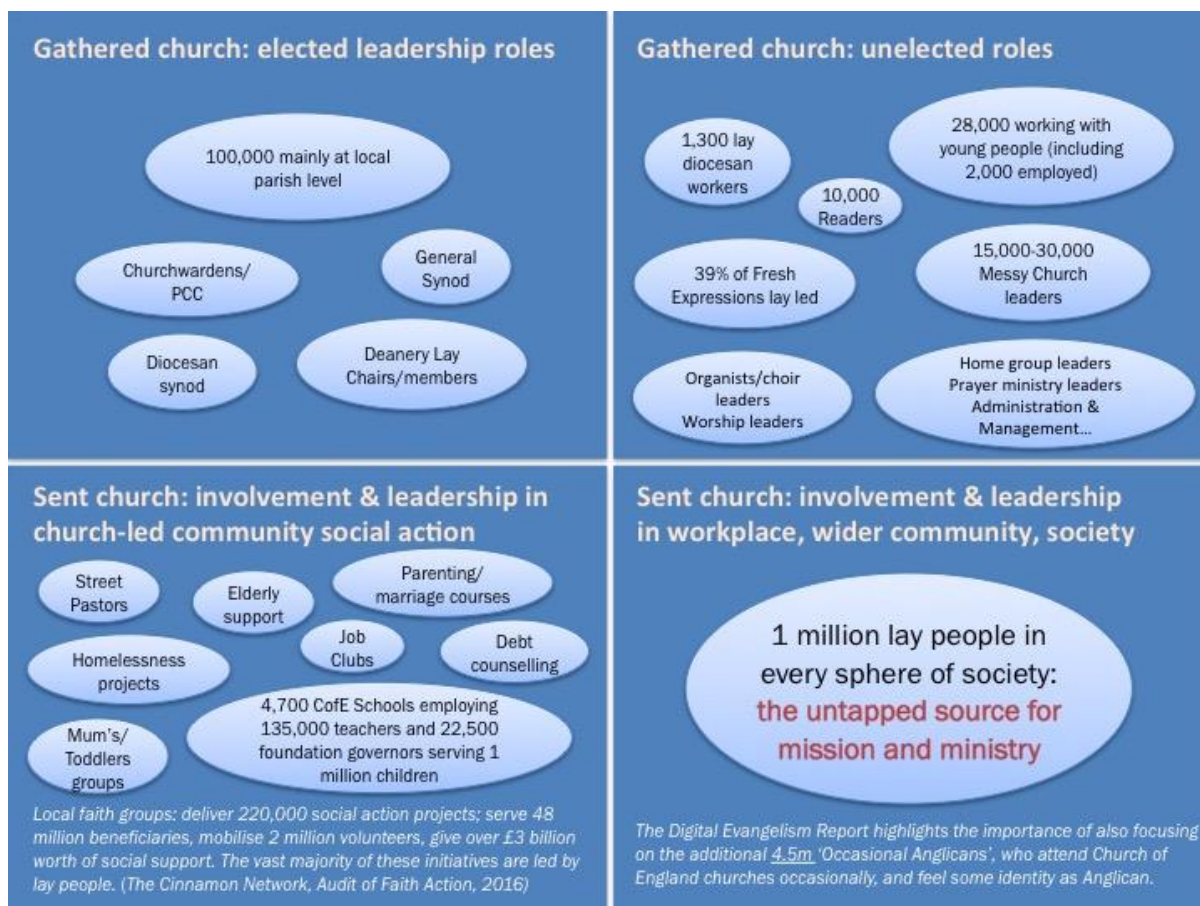 Gathered church: elected leadership roles
100,000 mainly at local
parish level
Churchwardens/
PCC
General
Synod
Diocesan
synod
Deanery Lay
Chairs/members
Gathered church: unelected roles
1,300 lay
diocesan
workers
28,000 working with
young people (including
2,000 employed)
10,000
Readers
39% of Fresh
Expressions lay led
15,000-30,000
Messy Church
leaders
Organists/choir
leaders
Worship leaders
Home group leaders
Prayer ministry leaders
Administration &
Management…
Sent church: involvement & leadership in
church-led community social action
Street
Pastors
Elderly
support
Parenting/
marriage courses
Job
Clubs
Debt
counselling
Homelessness
projects
4,700 CofE Schools employing
135,000 teachers and 22,500
foundation governors serving 1
million children
Mum's/
Toddlers
groups
Local faith groups: deliver 220,000 social action projects; serve 48
million beneficiaries, mobilise 2 million volunteers, give over £3 billion
worth of social support. The vast majority of these initiatives are led by
lay people. (The Cinnamon Network, Audit of Faith Action, 2016)
Sent church: involvement & leadership
in workplace, wider community, society
1 million lay people in
every sphere of society:
the untapped source for
mission and ministry
The Digital Evangelism Report highlights the importance of also focusing
on the additional 4.5m 'Occasional Anglicans', who attend Church of
England churches occasionally, and feel some identity as Anglican.